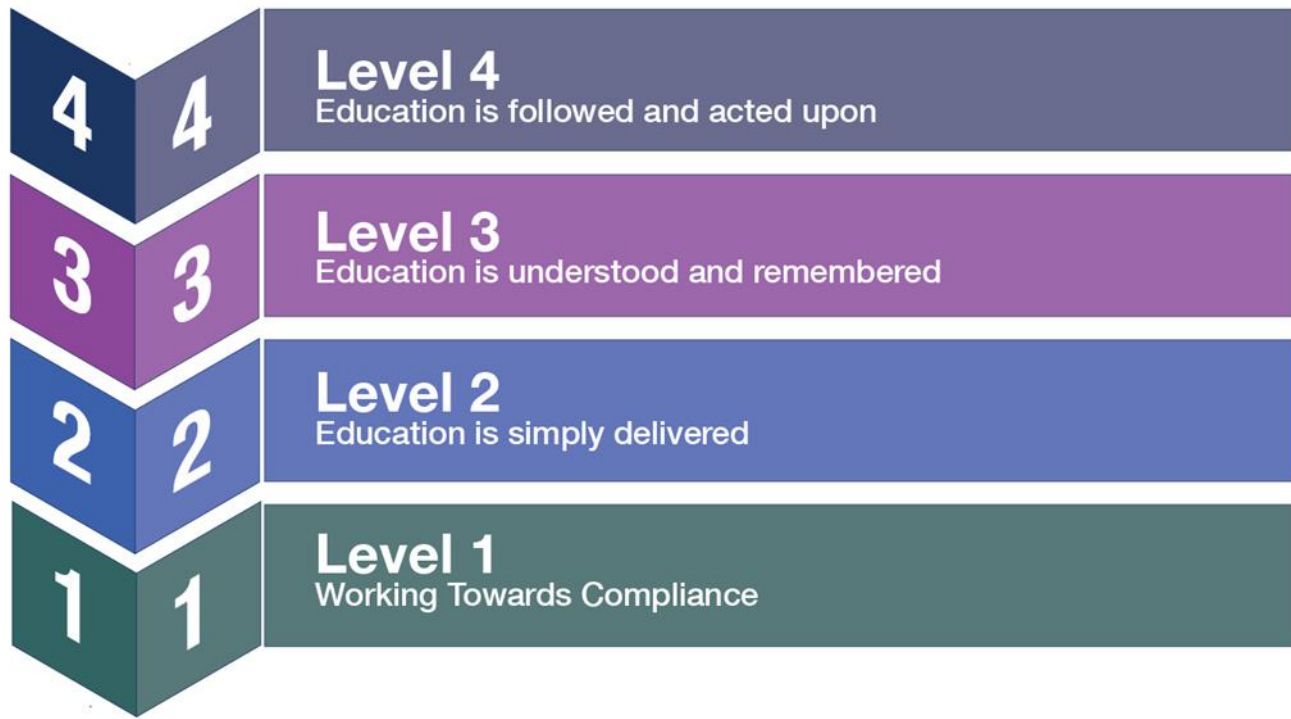 4 4 Level 4
Education is followed and acted upon
3 3 Level 3
Education is understood and remembered
2 2 Level 2
Education is simply delivered
1 1 Level 1
Working Towards Compliance